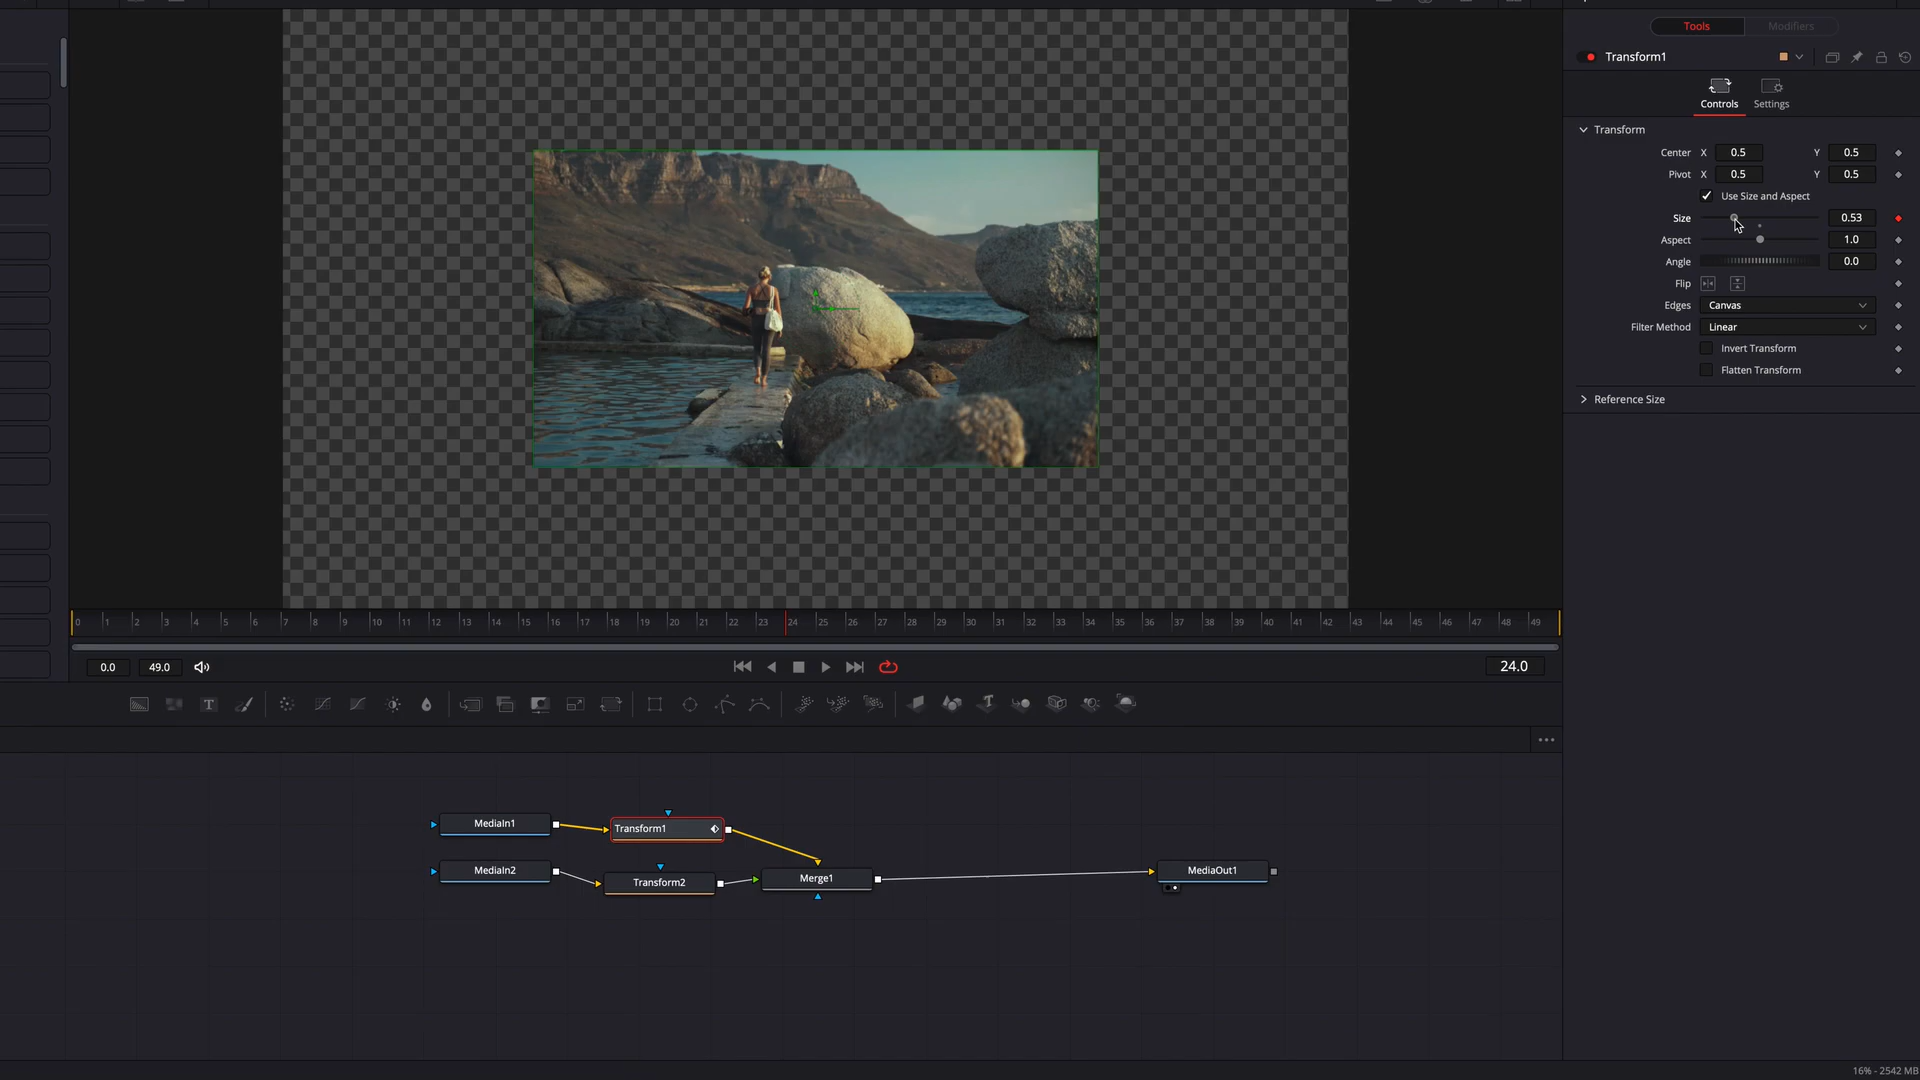 Tools Modifiers
Transform1
Controls Settings
Transform
Center X 0.5 Y 0.5
Pivot X 0.5 Y 0.5
Use Size and Aspect
Size 0.53
Aspect 1.0
Angle 0.0
Flip
Edges Canvas
Filter Method Linear
Invert Transform
Flatten Transform
Reference Size
0 1 2 3 4 5 6 7 8 9 10 11 12 13 14 15 16 17 18 19 20 21 22 23 24 25 26 27 28 29 30 31 32 33 34 35 36 37 38 39 40 41 42 43 44 45 46 47 48 49
0.0 49.0 24.0
T
MediaIn1 Transform1
MediaIn2 Transform2 Merge1 MediaOut1
16% - 2542 MB